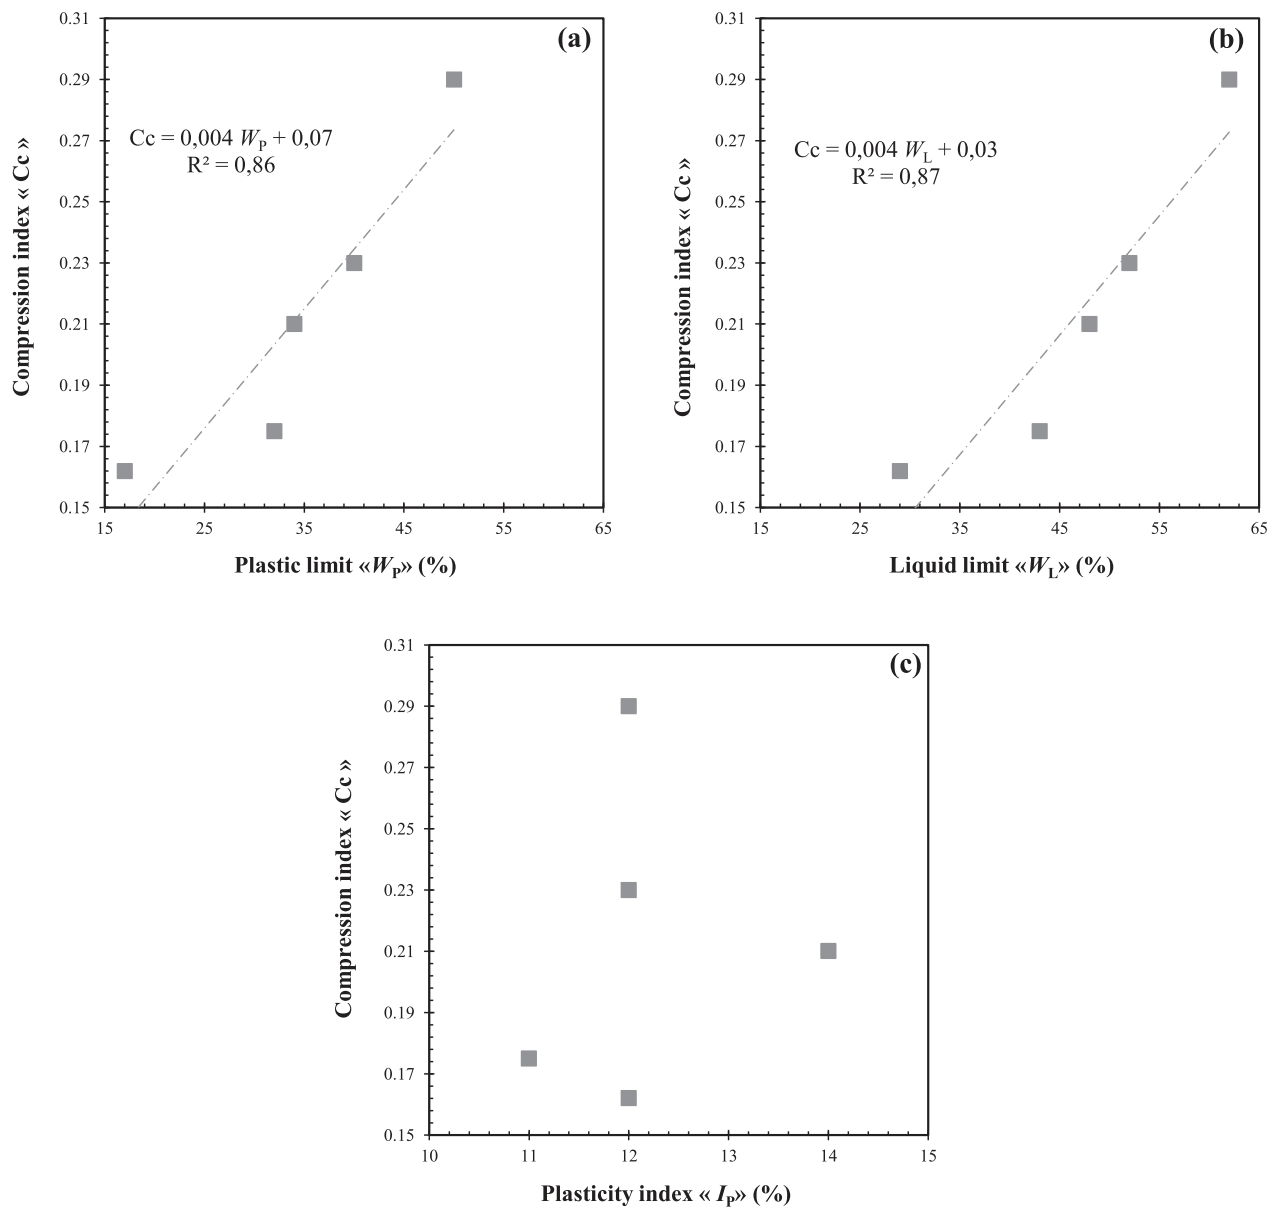 (a)
Compression index « Cc »
0.31
0.29
0.27
0.25
0.23
0.21
0.19
0.17
0.15
Cc = 0,004 WP + 0,07
R² = 0,86
15 25 35 45 55 65
Plastic limit «WP» (%)
(b)
Compression index « Cc »
0.31
0.29
0.27
0.25
0.23
0.21
0.19
0.17
0.15
Cc = 0,004 WL + 0,03
R² = 0,87
15 25 35 45 55 65
Liquid limit «WL» (%)
(c)
Compression index « Cc »
0.31
0.29
0.27
0.25
0.23
0.21
0.19
0.17
0.15
10 11 12 13 14 15
Plasticity index « IP» (%)